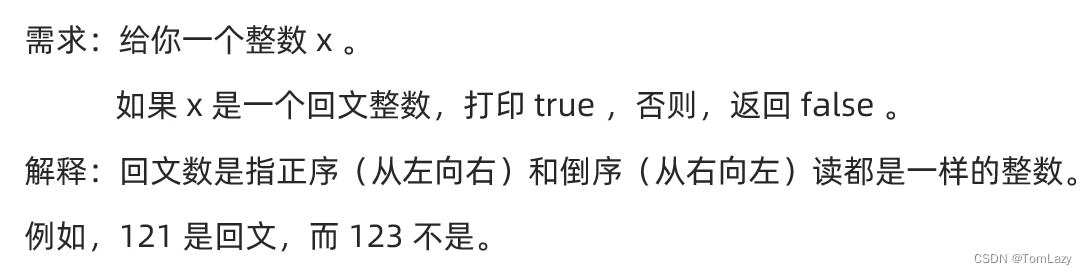 需求：给你一个整数 x 。
如果 x 是一个回文整数，打印 true ，否则，返回 false 。
解释：回文数是指正序（从左向右）和倒序（从右向左）读都是一样的整数。
例如，121 是回文，而 123 不是。
CSDN @TomLazy